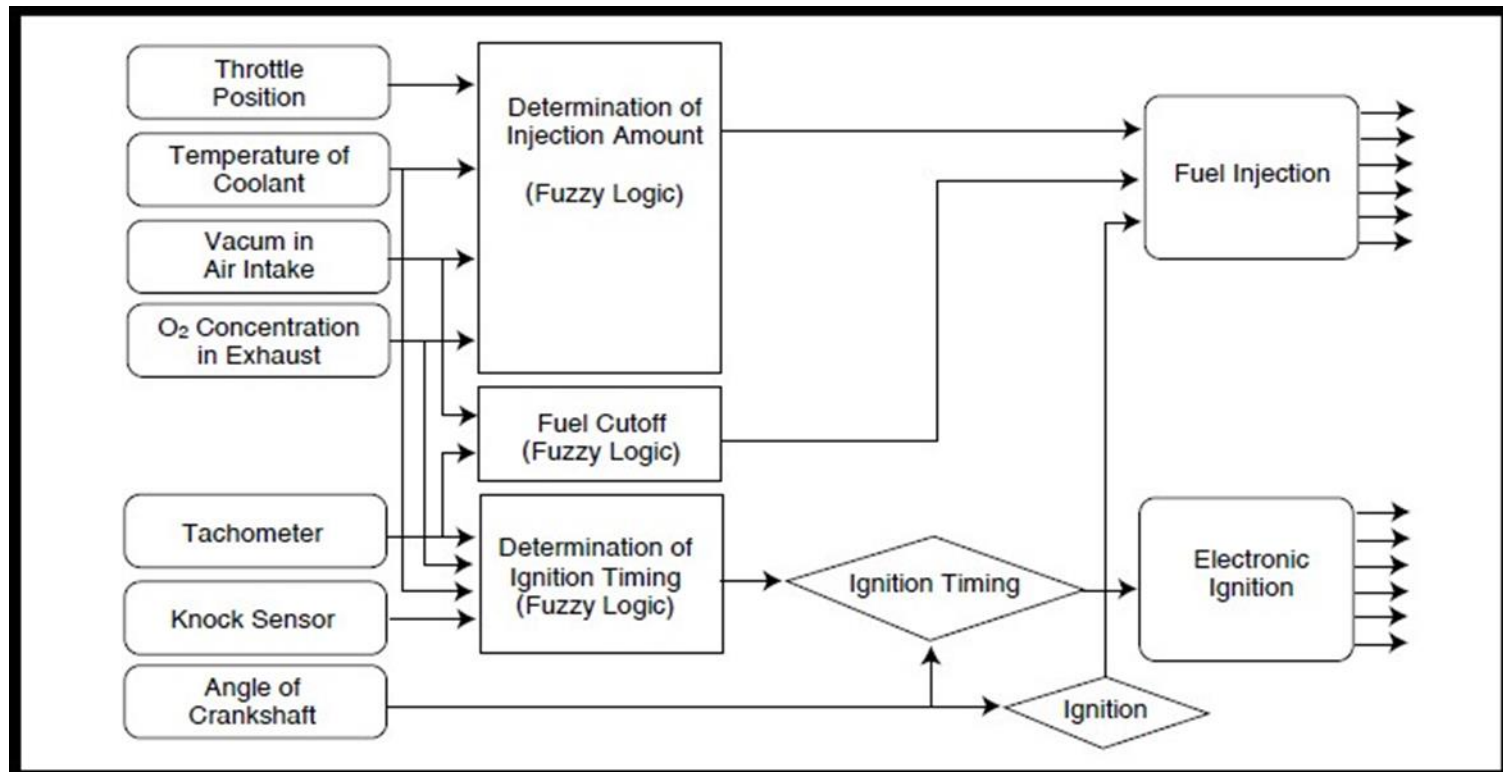 Throttle
Position
Temperature of
Coolant
Vacum in
Air Intake
O₂ Concentration
in Exhaust
Tachometer
Knock Sensor
Angle of
Crankshaft
Determination of
Injection Amount
(Fuzzy Logic)
Fuel Cutoff
(Fuzzy Logic)
Determination of
Ignition Timing
(Fuzzy Logic)
Ignition Timing
Ignition
Fuel Injection
Electronic
Ignition